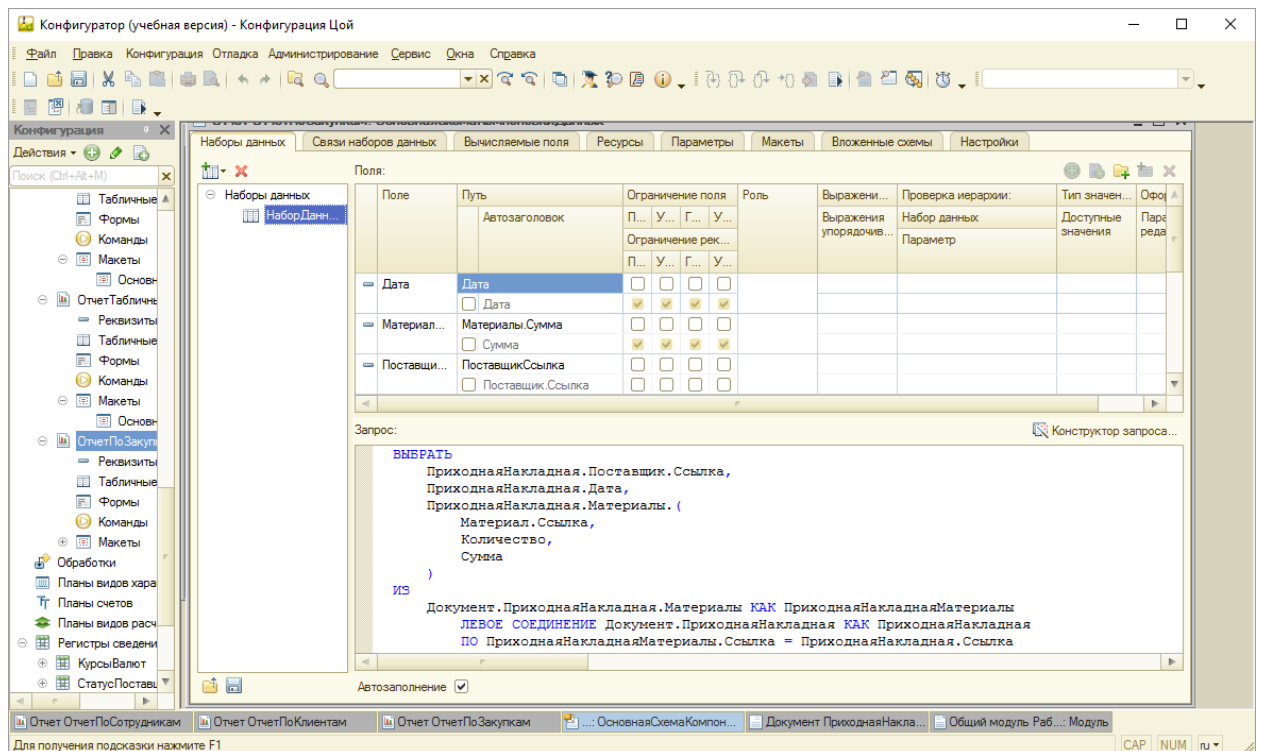 Конфигуратор (учебная версия) - Конфигурация Цой
Файл Правка Конфигурация Отладка Администрирование Сервис Окна Справка
Конфигурация
Действия
Поиск (Ctrl+Alt+M)
Табличные
Формы
Команды
Макеты
Основн
ОтчетТабличнь
Реквизиты
Табличные
Формы
Команды
Макеты
Основн
ОтчетПоЗакуп
Реквизиты
Табличные
Формы
Команды
Макеты
Обработки
Планы видов хара
Планы счетов
Планы видов расч
Регистры сведени
КурсыВалют
СтатусПостави
Наборы данных Связи наборов данных Вычисляемые поля Ресурсы Параметры Макеты Вложенные схемы Настройки
Наборы данных
НаборДанн...
Поля:
Поле Путь Ограничение поля Роль Выражени... Проверка иерархии: Тип значен...
Автозаголовок П... У... Г... У... Выражения упорядочив... Набор данных Доступные значения
Ограничение рек... Параметр
П... У... Г... У...
Дата Дата
Дата
Материал... Материалы.Сумма
Сумма
Поставщи... ПоставщикСсылка
Поставщик.Ссылка
Запрос: Конструктор запроса...
ВЫБРАТЬ
ПриходнаяНакладная.Поставщик.Ссылка,
ПриходнаяНакладная.Дата,
ПриходнаяНакладная.Материалы.(
Материал.Ссылка,
Количество,
Сумма
)
ИЗ
Документ.ПриходнаяНакладная.Материалы КАК ПриходнаяНакладнаяМатериалы
ЛЕВОЕ СОЕДИНЕНИЕ Документ.ПриходнаяНакладная КАК ПриходнаяНакладная
ПО ПриходнаяНакладнаяМатериалы.Ссылка = ПриходнаяНакладная.Ссылка
Автозаполнение
Отчет ОтчетПоСотрудникам Отчет ОтчетПоКлиентам Отчет ОтчетПоЗакупкам ...: ОсновнаяСхемаКомпон... Документ ПриходнаяНакла... Общий модуль Раб...: Модуль
Для получения подсказки нажмите F1 CAP NUM ru